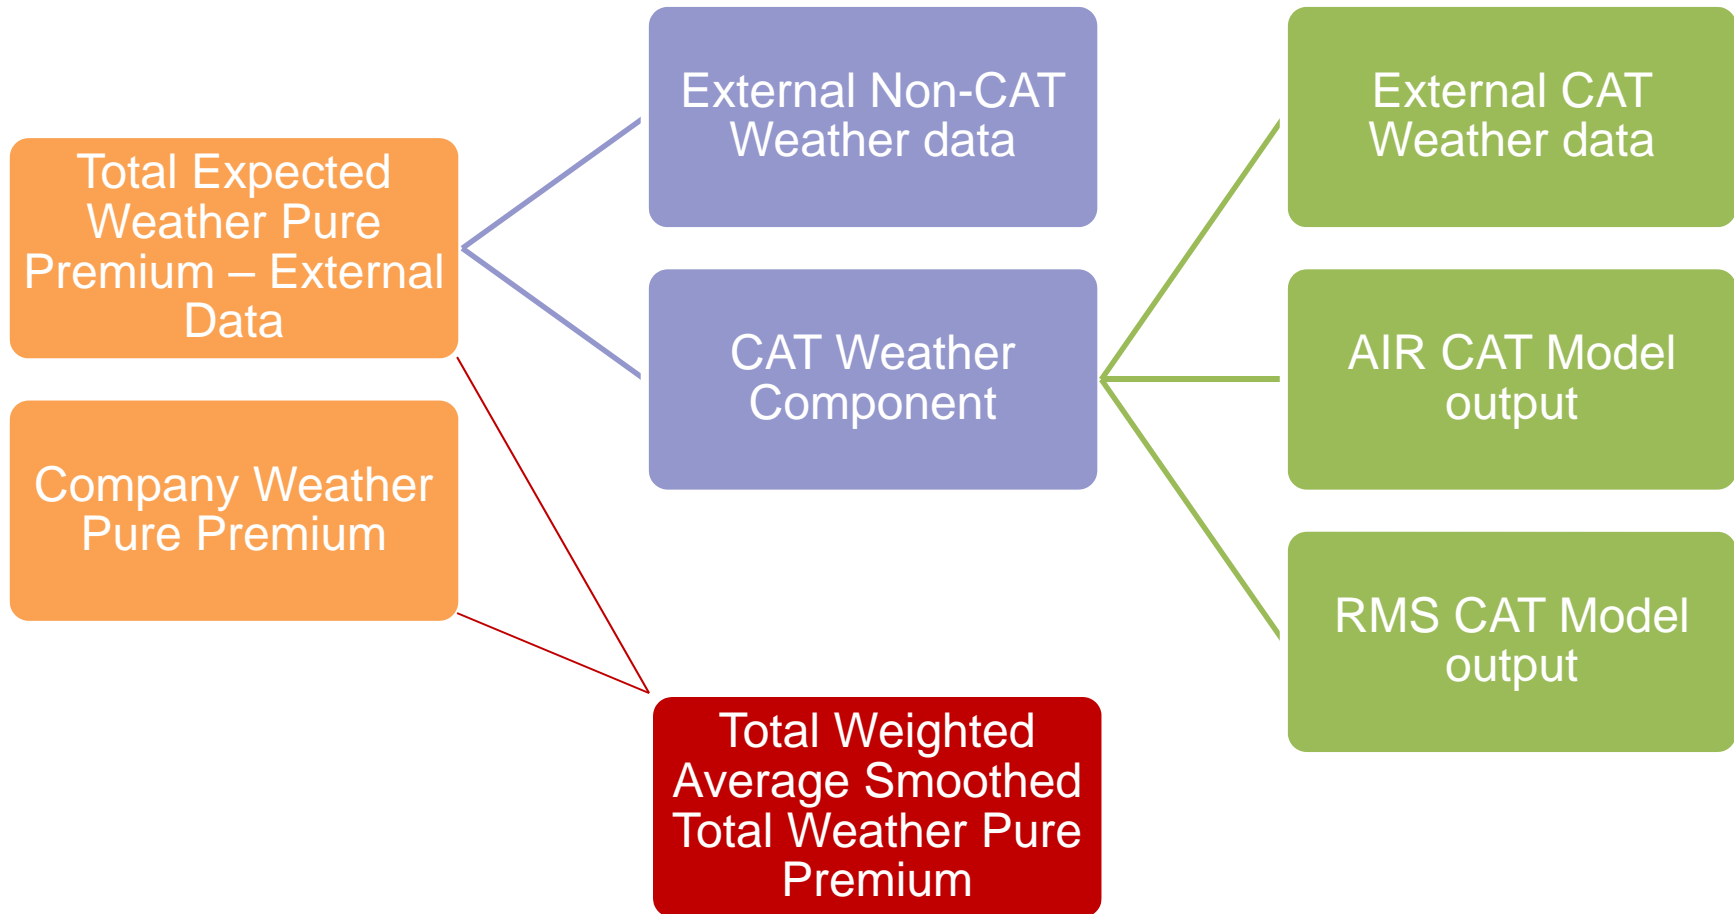 Total Expected
Weather Pure
Premium – External
Data
Company Weather
Pure Premium
External Non-CAT
Weather data
CAT Weather
Component
Total Weighted
Average Smoothed
Total Weather Pure
Premium
External CAT
Weather data
AIR CAT Model
output
RMS CAT Model
output